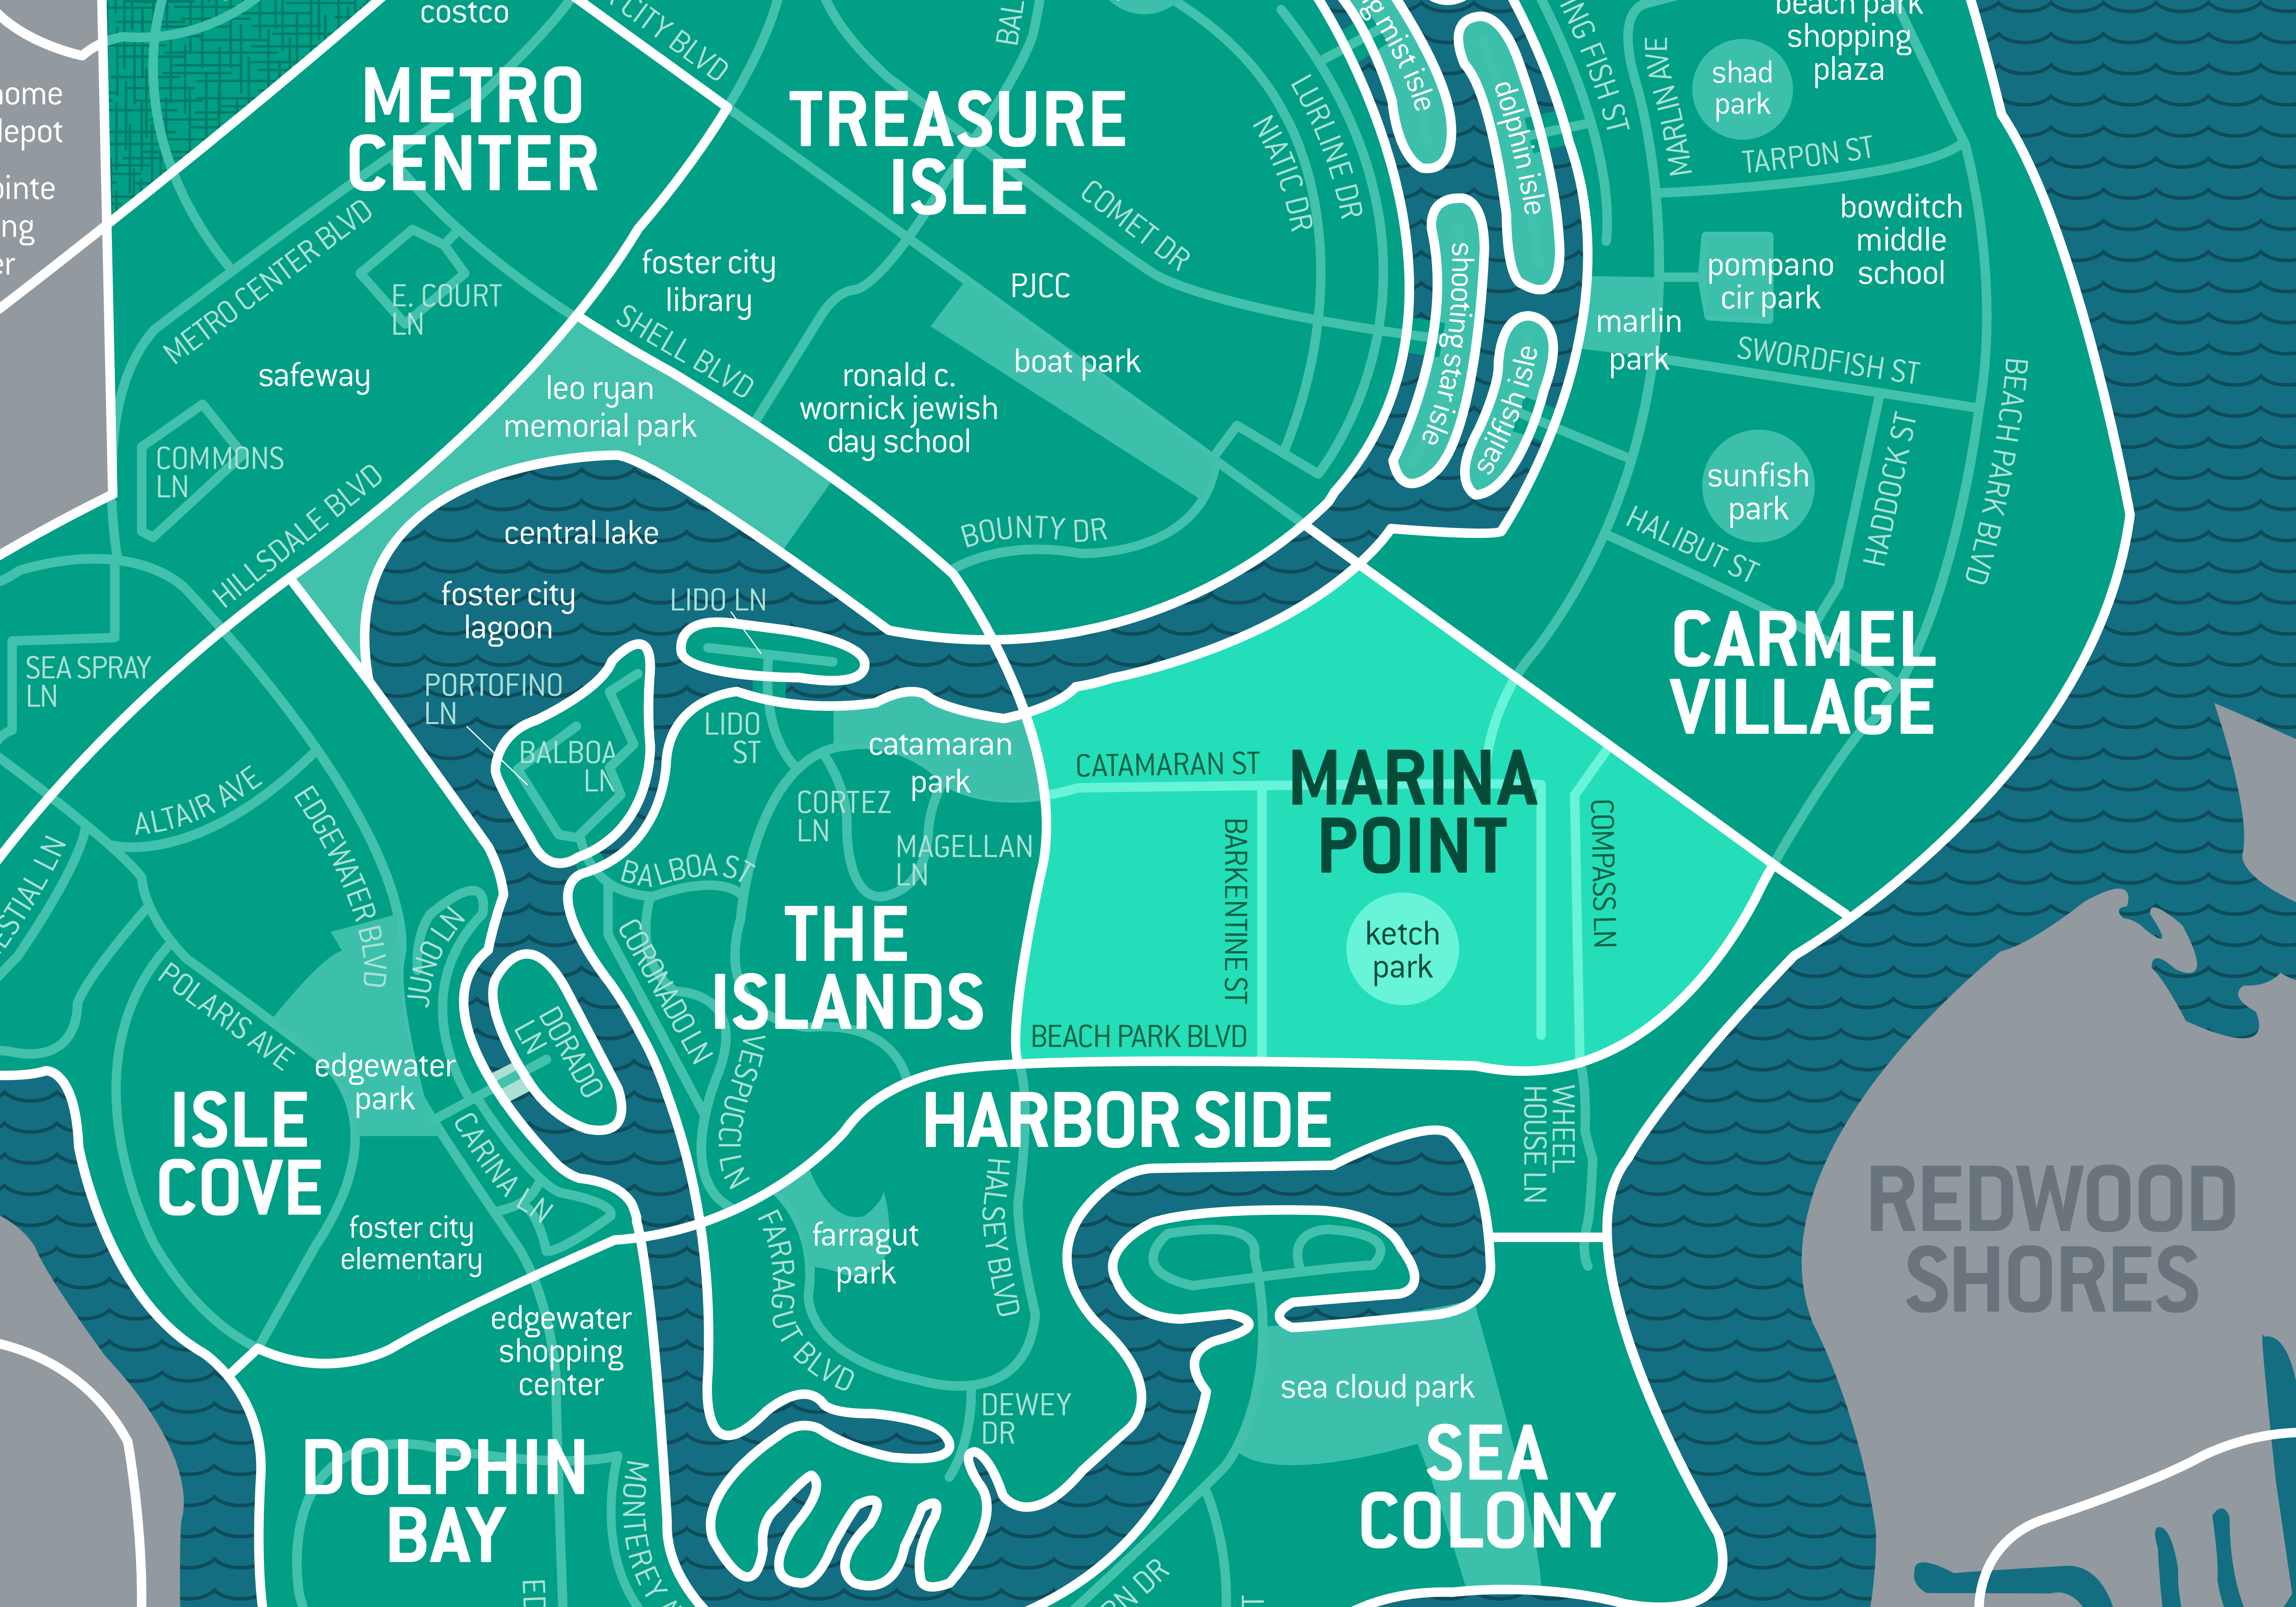 costco
CITY BLVD
METRO
CENTER
TREASURE
ISLE
METRO CENTER BLVD
E. COURT
LN
safeway
COMMONS
LN
HILLSDALE BLVD
foster city
library
SHELL BLVD
leo ryan
memorial park
PJCC
boat park
ronald c.
wornick jewish
day school
COMET DR
NIATIC DR
LURLINE DR
BOUNTY DR
mist isle
dolphin isle
shooting star isle
sailfish isle
FISH ST
MARLIN AVE
beach park
shopping
plaza
shad
park
TARPON ST
bowditch
middle
school
pompano
cir park
marlin
park
SWORDFISH ST
sunfish
park
HADDOCK ST
HALIBUT ST
BEACH PARK BLVD
CARMEL
VILLAGE
central lake
foster city
lagoon
LIDO LN
PORTOFINO
LN
BALBOA
LN
LIDO
ST
catamaran
park
CORTEZ
LN
MAGELLAN
LN
BALBOA ST
THE
ISLANDS
CORONADO LN
VESPUCCI LN
SEA SPRAY
LN
ALTAIR AVE
EDGEWATER BLVD
LN
JUNO LN
POLARIS AVE
DORADO
LN
edgewater
park
ISLE
COVE
CARINA LN
foster city
elementary
CATAMARAN ST
MARINA
POINT
BARKENTINE ST
ketch
park
COMPASS LN
BEACH PARK BLVD
HARBOR SIDE
WHEEL
HOUSE LN
HALSEY BLVD
farragut
park
FARRAGUT BLVD
DEWEY
DR
edgewater
shopping
center
DOLPHIN
BAY
MONTEREY
sea cloud park
SEA
COLONY
DR
REDWOOD
SHORES